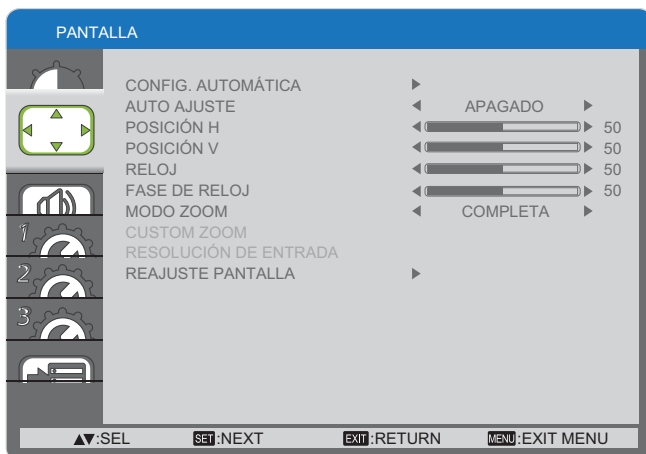 PANTALLA
CONFIG. AUTOMÁTICA
AUTO AJUSTE APAGADO
POSICIÓN H 50
POSICIÓN V 50
RELOJ 50
FASE DE RELOJ 50
MODO ZOOM COMPLETA
CUSTOM ZOOM
RESOLUCIÓN DE ENTRADA
REAJUSTE PANTALLA
1
2
3
▲▼:SEL SET:NEXT EXIT:RETURN MENU:EXIT MENU